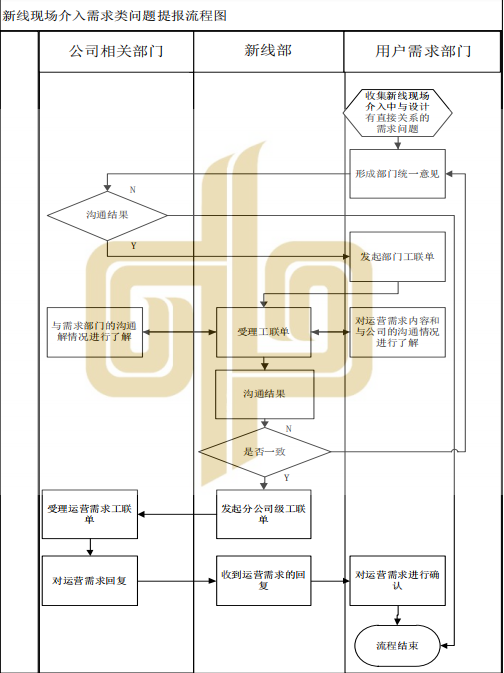 新线现场介入需求类问题提报流程图
公司相关部门
新线部
用户需求部门
收集新线现场
介入中与设计
有直接关系的
需求问题
形成部门统一意见
N
沟通结果
Y
发起部门工联单
与需求部门的沟通
解情况进行了解
受理工联单
对运营需求内容和
与公司的沟通情况
进行了解
沟通结果
N
是否一致
Y
受理运营需求工联
单
发起分公司级工联
单
对运营需求回复
收到运营需求的回
复
对运营需求进行确
认
流程结束